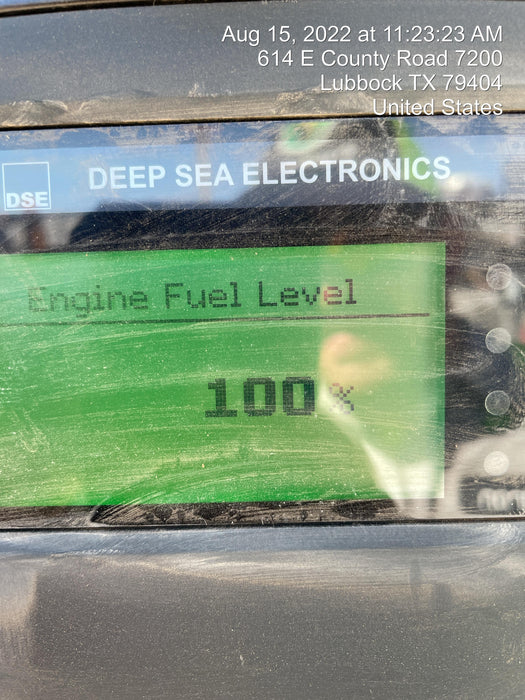 Aug 15, 2022 at 11:23:23 AM
614 E County Road 7200
Lubbock TX 79404
United States
DSE
DEEP SEA ELECTRONICS
Engine Fuel Level
100 %